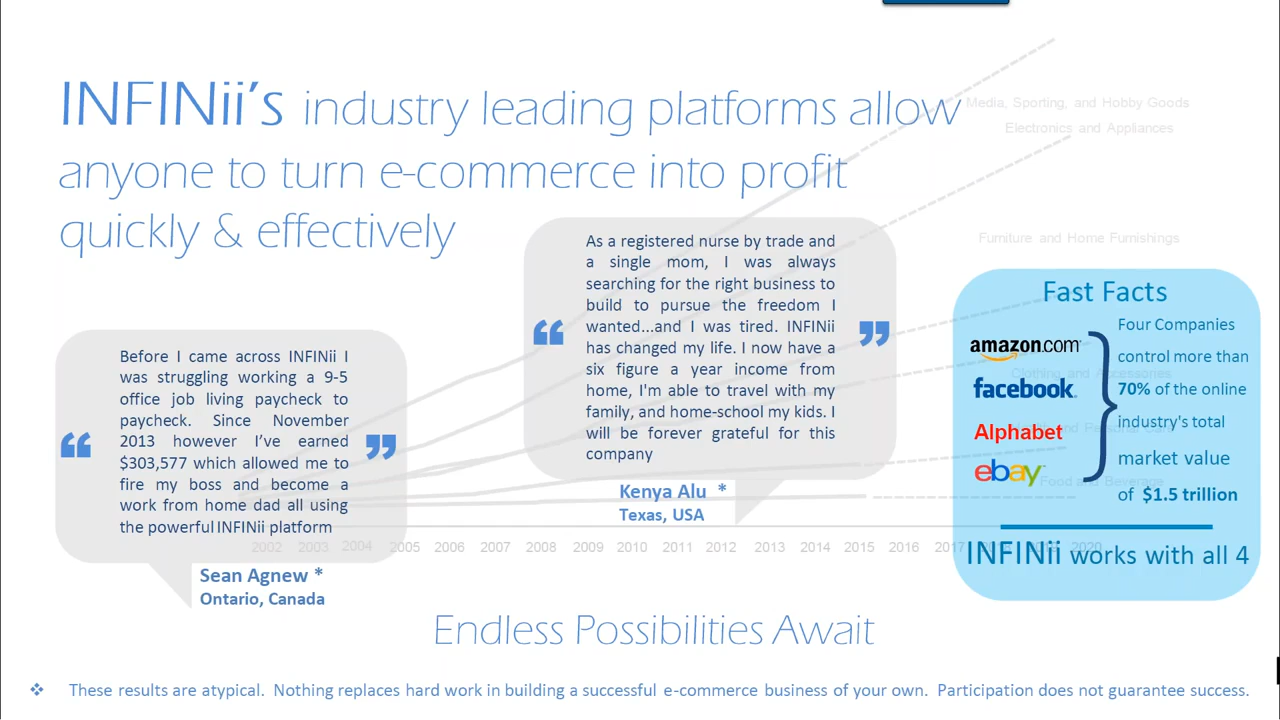 INFINii's industry leading platforms allow
anyone to turn e-commerce into profit
quickly & effectively
Media, Sporting, and Hobby Goods
Electronics and Appliances
Furniture and Home Furnishings
As a registered nurse by trade and
a single mom, I was always
searching for the right business to
build to pursue the freedom I
wanted...and I was tired. INFINii
has changed my life. I now have a
six figure a year income from
home, I'm able to travel with my
family, and home-school my kids. I
will be forever grateful for this
company
Kenya Alu *
Texas, USA
Before I came across INFINii I
was struggling working a 9-5
office job living paycheck to
paycheck. Since November
2013 however I've earned
$303,577 which allowed me to
fire my boss and become a
work from home dad all using
the powerful INFINii platform
Sean Agnew *
Ontario, Canada
Fast Facts
amazon.com
facebook
Alphabet
ebay
Four Companies
control more than
70% of the online
industry's total
market value
of $1.5 trillion
INFINii works with all 4
Clothing and Accessories
Food and Beverage
2002 2003 2004 2005 2006 2007 2008 2009 2010 2011 2012 2013 2014 2015 2016 2017 2020
Endless Possibilities Await
❖ These results are atypical. Nothing replaces hard work in building a successful e-commerce business of your own. Participation does not guarantee success.